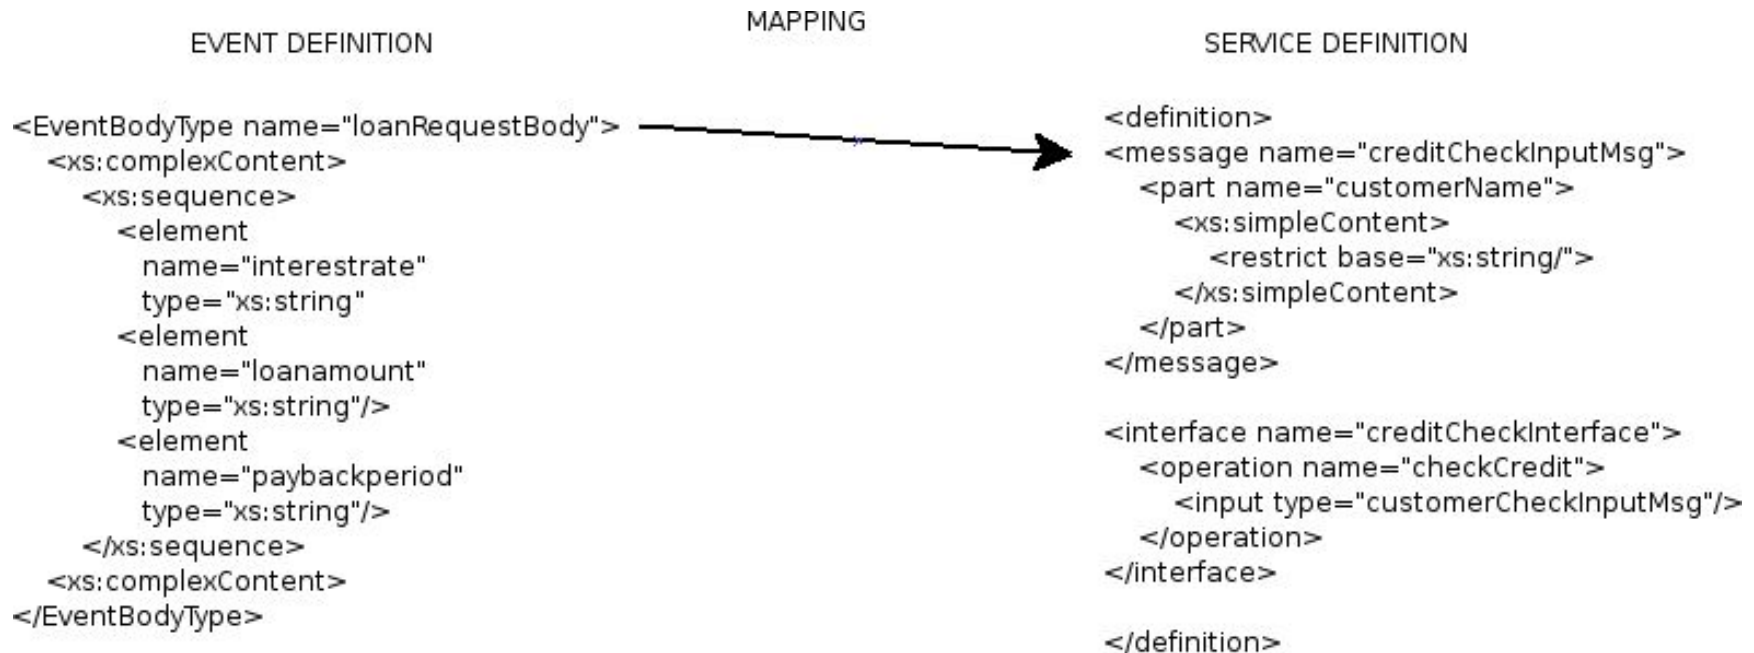 MAPPING
EVENT DEFINITION
SERVICE DEFINITION
<EventBodyType name="loanRequestBody">
<xs:complexContent>
<xs:sequence>
<element
name="interestrate"
type="xs:string"
<element
name="loanamount"
type="xs:string"/>
<element
name="paybackperiod"
type="xs:string"/>
</xs:sequence>
<xs:complexContent>
</EventBodyType>
<definition>
<message name="creditCheckInputMsg">
<part name="customerName">
<xs:simpleContent>
<restrict base="xs:string/">
</xs:simpleContent>
</part>
</message>
<interface name="creditCheckInterface">
<operation name="checkCredit">
<input type="customerCheckInputMsg"/>
</operation>
</interface>
</definition>